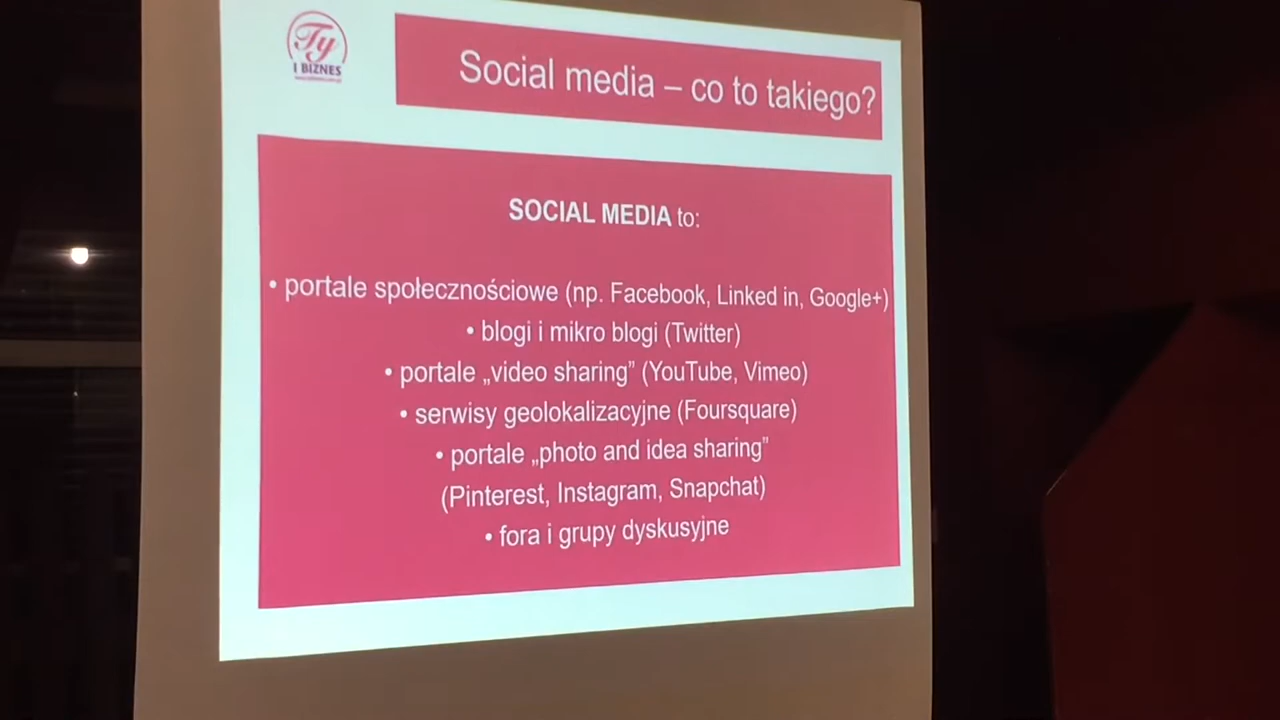 Ty
I BIZNES
Social media – co to takiego?
SOCIAL MEDIA to:
• portale społecznościowe (np. Facebook, Linked in, Google+)
• blogi i mikro blogi (Twitter)
• portale „video sharing” (YouTube, Vimeo)
• serwisy geolokalizacyjne (Foursquare)
• portale „photo and idea sharing”
(Pinterest, Instagram, Snapchat)
• fora i grupy dyskusyjne